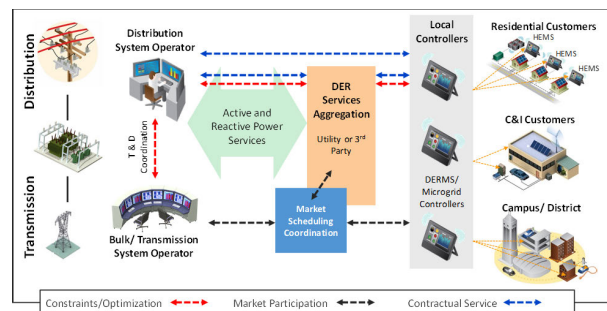 Distribution
Transmission
Distribution
System Operator
T & D
Coordination
Bulk/ Transmission
System Operator
Active and
Reactive Power
Services
DER
Services
Aggregation
Utility or 3rd
Party
Market
Scheduling
Coordination
Local
Controllers
DERMS/
Microgrid
Controllers
Residential Customers
HEMS
HEMS
HEMS
C&I Customers
Campus/ District
Constraints/Optimization
Market Participation
Contractual Service